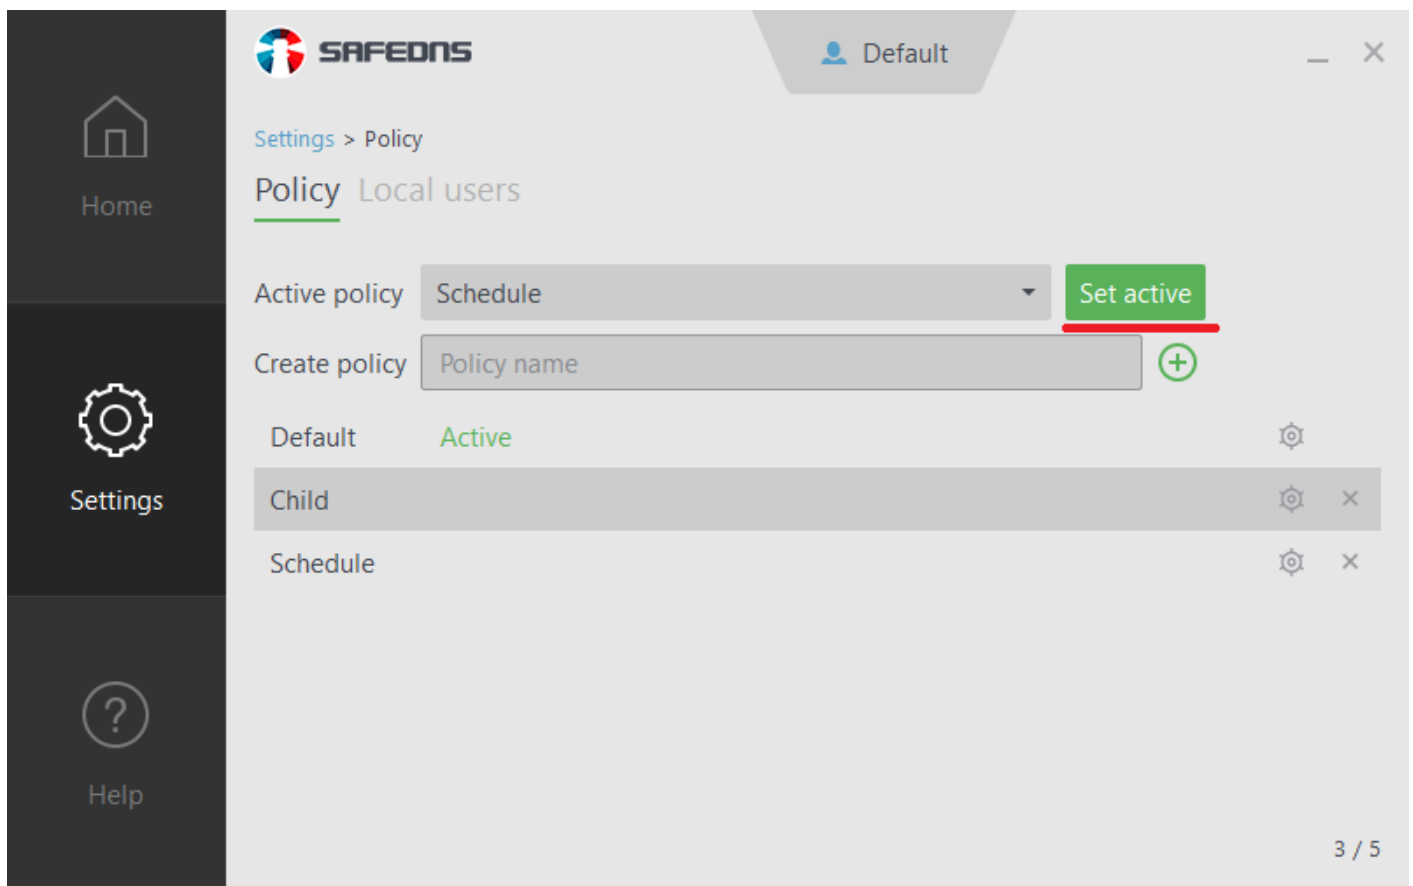 SAFEDNS
Default
Home
Settings > Policy
Policy Local users
Active policy Schedule Set active
Create policy Policy name
Default Active
Settings
Child
Schedule
Help
3 / 5